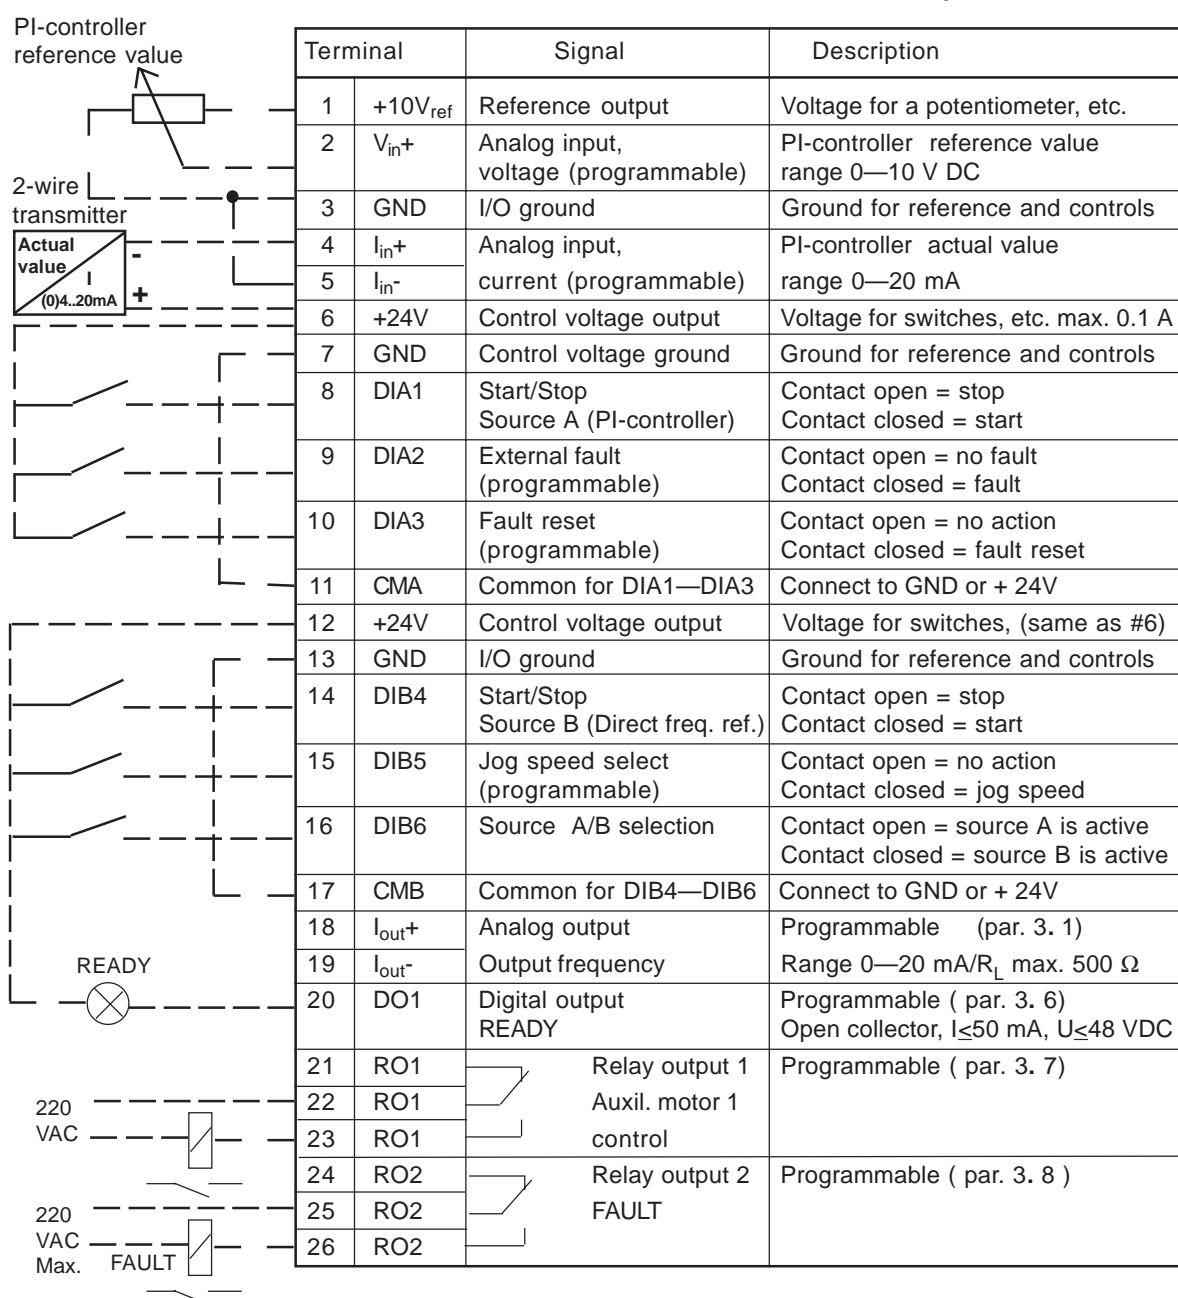 PI-controller
reference value
Terminal Signal Description
1 +10Vref Reference output Voltage for a potentiometer, etc.
2 Vin+ Analog input, PI-controller reference value
voltage (programmable) range 0—10 V DC
2-wire
transmitter
3 GND I/O ground Ground for reference and controls
Actual
value
I
(0)4..20mA
-
+
4 Iin+ Analog input, PI-controller actual value
5 Iin- current (programmable) range 0—20 mA
6 +24V Control voltage output Voltage for switches, etc. max. 0.1 A
7 GND Control voltage ground Ground for reference and controls
8 DIA1 Start/Stop Contact open = stop
Source A (PI-controller) Contact closed = start
9 DIA2 External fault Contact open = no fault
(programmable) Contact closed = fault
10 DIA3 Fault reset Contact open = no action
(programmable) Contact closed = fault reset
11 CMA Common for DIA1—DIA3 Connect to GND or + 24V
12 +24V Control voltage output Voltage for switches, (same as #6)
13 GND I/O ground Ground for reference and controls
14 DIB4 Start/Stop Contact open = stop
Source B (Direct freq. ref.) Contact closed = start
15 DIB5 Jog speed select Contact open = no action
(programmable) Contact closed = jog speed
16 DIB6 Source A/B selection Contact open = source A is active
Contact closed = source B is active
17 CMB Common for DIB4—DIB6 Connect to GND or + 24V
18 Iout+ Analog output Programmable (par. 3. 1)
READY
19 Iout- Output frequency Range 0—20 mA/RL max. 500 Ω
20 DO1 Digital output Programmable ( par. 3. 6)
READY Open collector, I≤50 mA, U≤48 VDC
21 RO1 Relay output 1 Programmable ( par. 3. 7)
220
VAC
22 RO1 Auxil. motor 1
23 RO1 control
24 RO2 Relay output 2 Programmable ( par. 3. 8 )
25 RO2 FAULT
220
VAC
Max.
FAULT
26 RO2